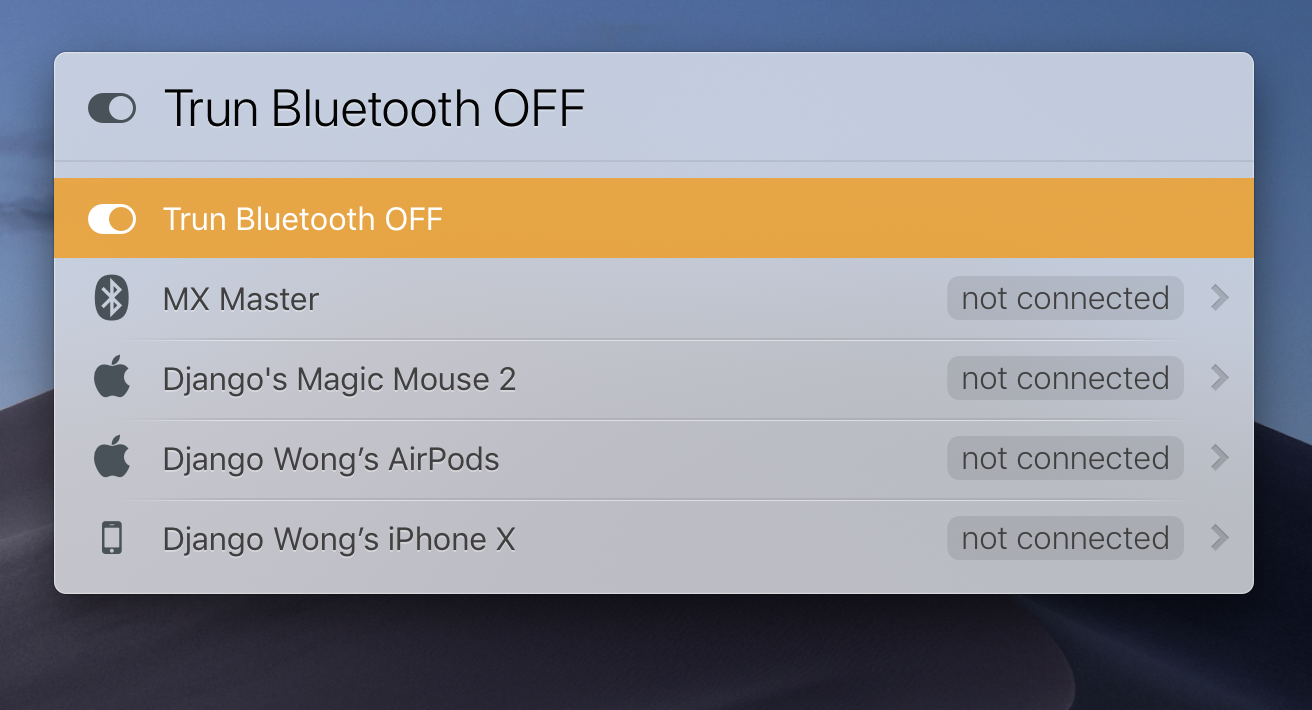 Trun Bluetooth OFF
Trun Bluetooth OFF
MX Master not connected
Django's Magic Mouse 2 not connected
Django Wong’s AirPods not connected
Django Wong’s iPhone X not connected